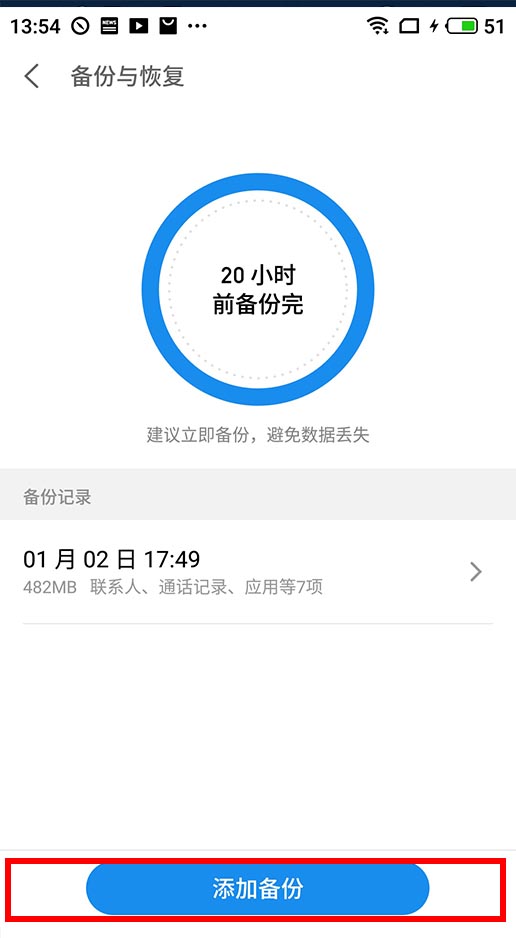 13:54 NEWS ··· 51
备份与恢复
20 小时
前备份完
建议立即备份，避免数据丢失
备份记录
01 月 02 日 17:49
482MB 联系人、通话记录、应用等7项
添加备份